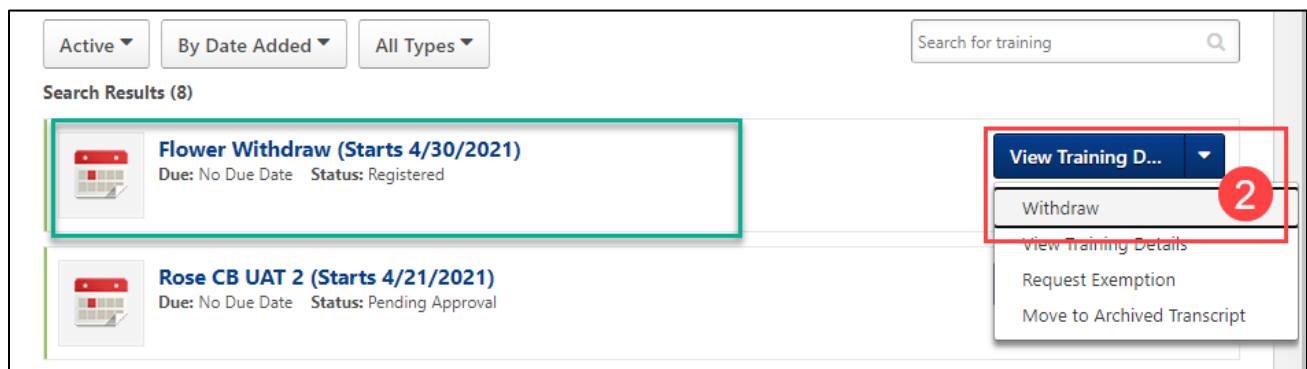 Active By Date Added All Types Search for training
Search Results (8)
Flower Withdraw (Starts 4/30/2021)
Due: No Due Date Status: Registered
View Training D...
2
Withdraw
View Training Details
Request Exemption
Move to Archived Transcript
Rose CB UAT 2 (Starts 4/21/2021)
Due: No Due Date Status: Pending Approval